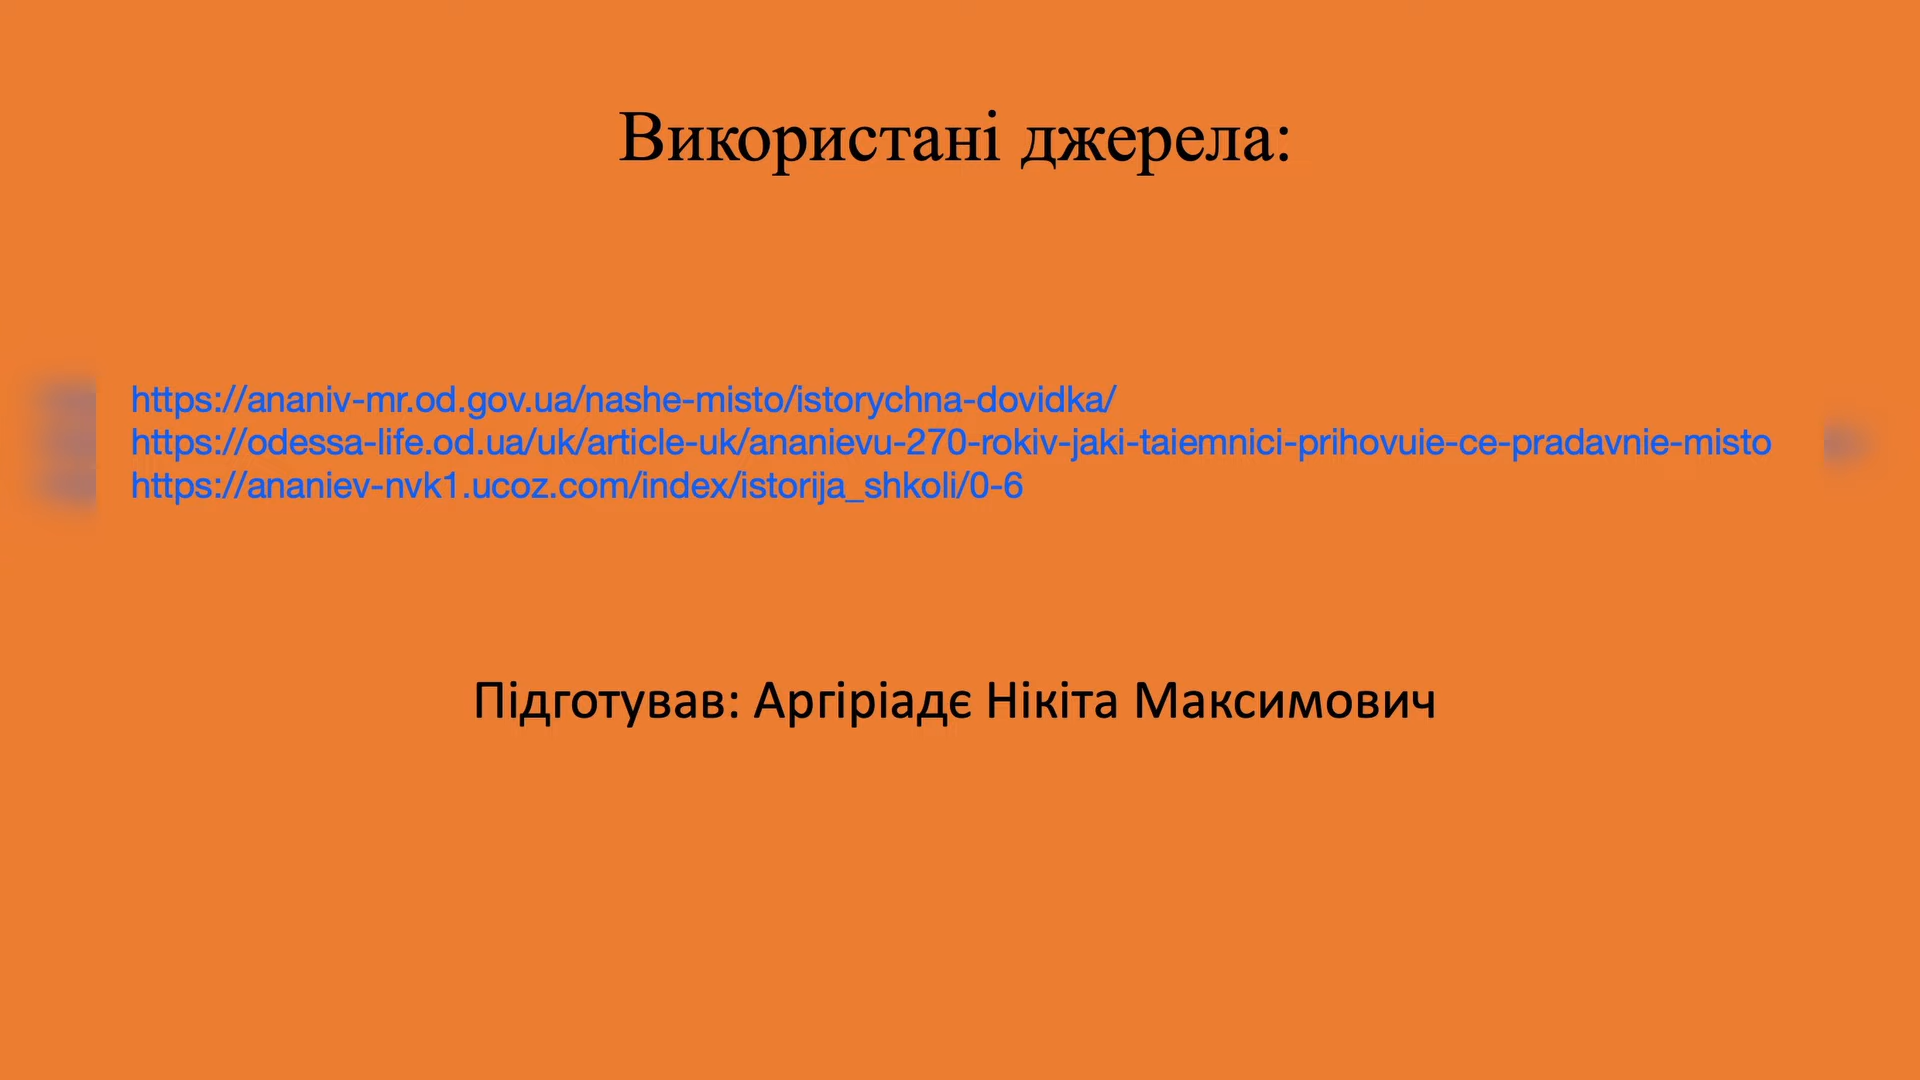 Використані джерела:
https://ananiv-mr.od.gov.ua/nashe-misto/istorychna-dovidka/
https://odessa-life.od.ua/uk/article-uk/ananievu-270-rokiv-jaki-taiemnici-prihovuie-ce-pradavnie-misto
https://ananiev-nvk1.ucoz.com/index/istorija_shkoli/0-6
Підготував: Аргіріадє Нікіта Максимович